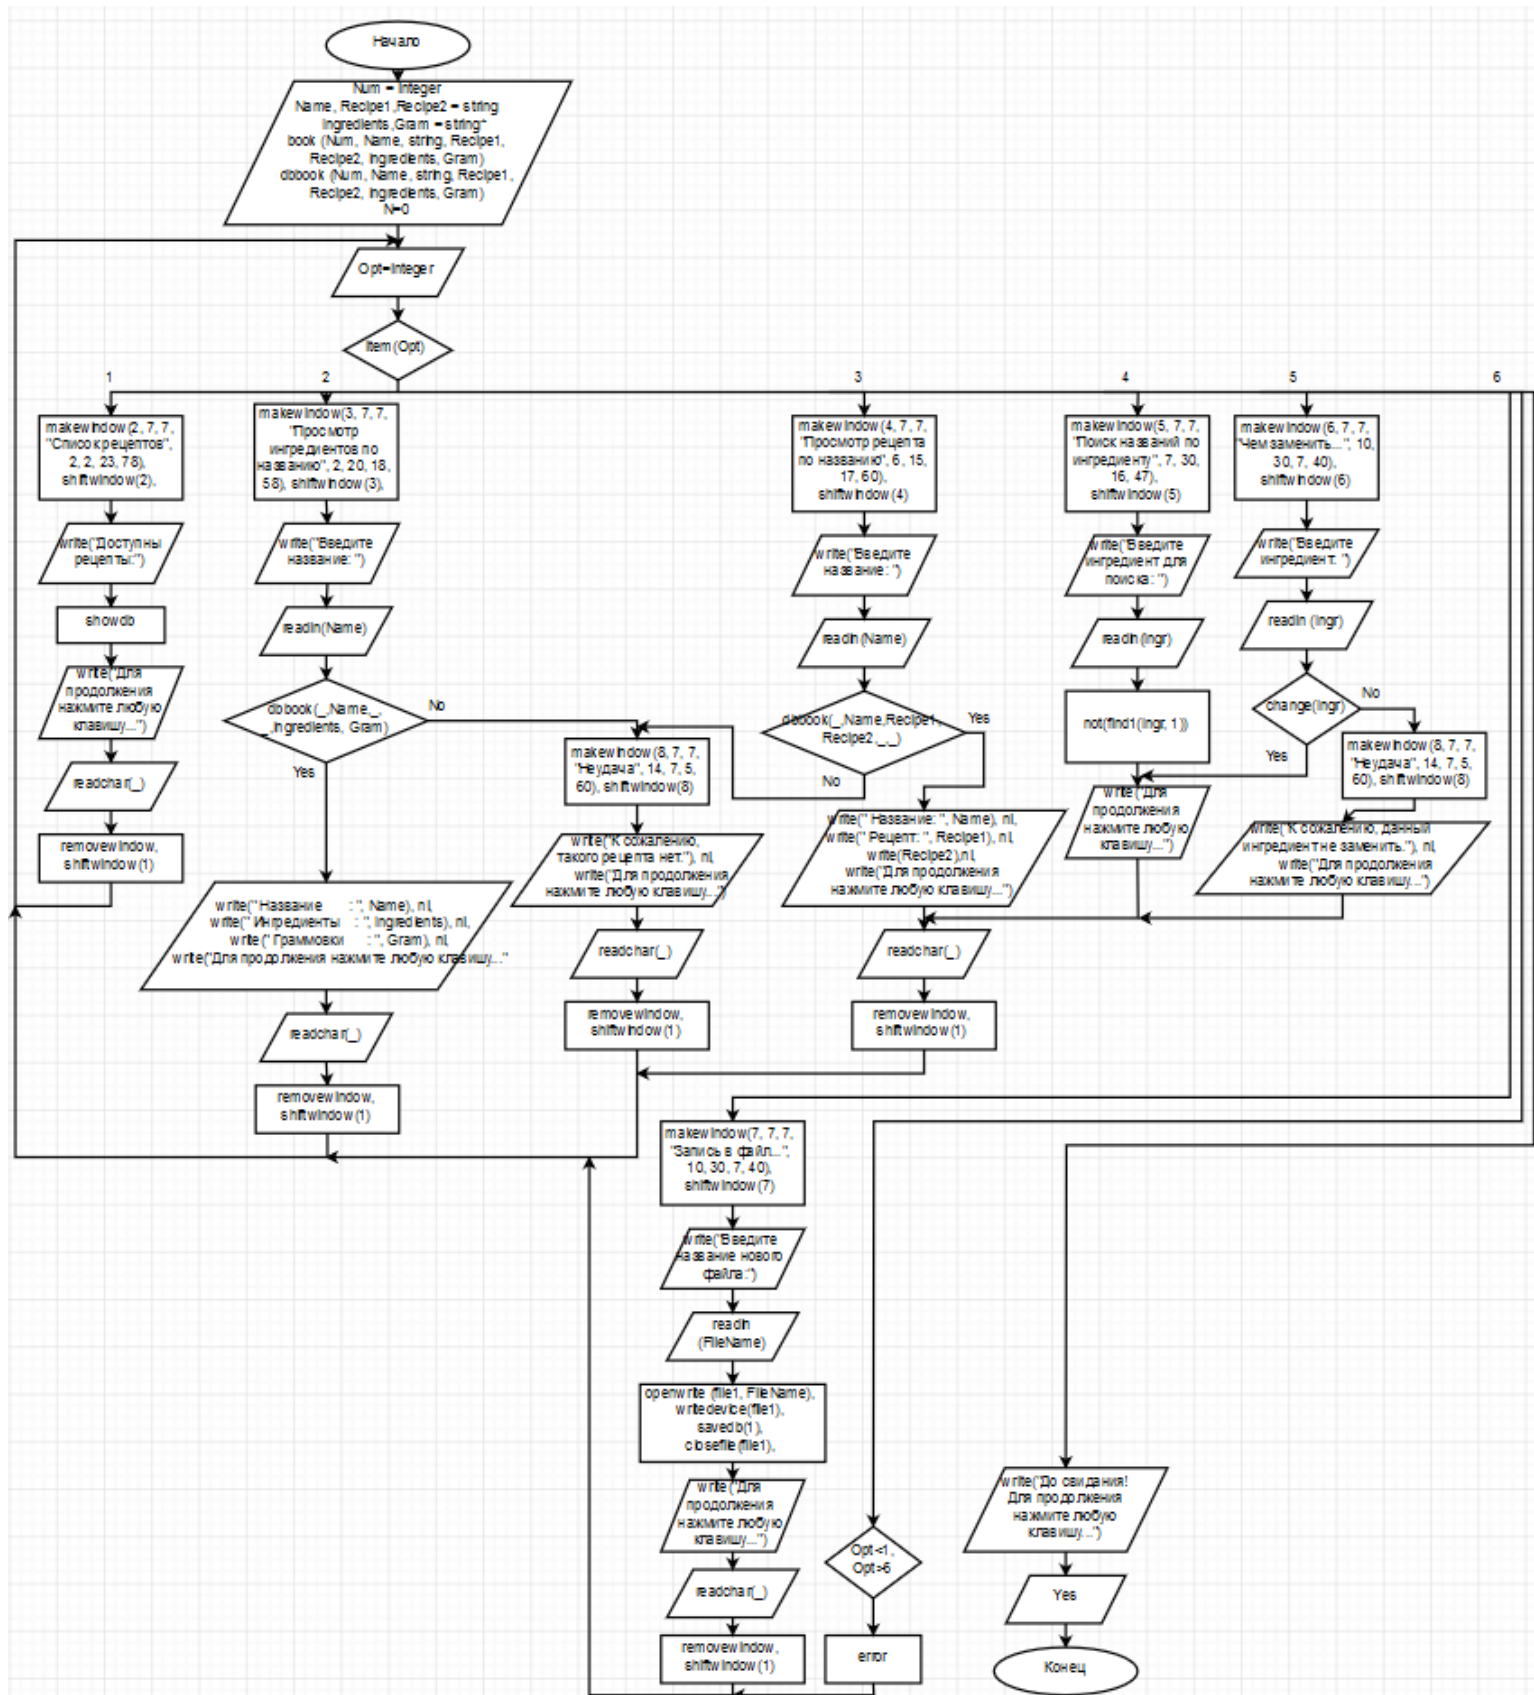 Начало
Num = Integer
Name, Recipe1,Recipe2 = string
Ingredients,Gram = string*
book (Num, Name, string, Recipe1,
Recipe2, Ingredients, Gram)
dbbook (Num, Name, string, Recipe1,
Recipe2, Ingredients, Gram)
N=0
Opt=Integer
Item(Opt)
1
2
3
4
5
6
makewindow(2, 7, 7,
"Список рецептов",
2, 2, 23, 78),
shiftwindow(2),
write("Доступны
рецепты:")
showdb
write("Для
продолжения
нажмите любую
клавишу...")
readchar(_)
removewindow,
shiftwindow(1)
makewindow(3, 7, 7,
"Просмотр
ингредиентов по
названию", 2, 20, 18,
58), shiftwindow(3),
write("Введите
название: ")
readln(Name)
dbbook(_,Name,_,
_,Ingredients, Gram)
No
Yes
write("Название : ", Name), nl,
write(" Ингредиенты : ", Ingredients), nl,
write(" Граммовки : ", Gram), nl,
write("Для продолжения нажмите любую клавишу..."
readchar(_)
removewindow,
shiftwindow(1)
makewindow(8, 7, 7,
"Неудача", 14, 7, 5,
60), shiftwindow(8)
write("К сожалению,
такого рецепта нет."), nl,
write("Для продолжения
нажмите любую клавишу...")
readchar(_)
removewindow,
shiftwindow(1)
makewindow(4, 7, 7,
"Просмотр рецепта
по названию", 6, 15,
17, 60),
shiftwindow(4)
write("Введите
название: ")
readln(Name)
dbbook(_,Name,Recipe1,
Recipe2,_,_)
Yes
No
write(" Название: ", Name), nl,
write(" Рецепт: ", Recipe1), nl,
write(Recipe2),nl,
write("Для продолжения
нажмите любую клавишу...")
readchar(_)
removewindow,
shiftwindow(1)
makewindow(5, 7, 7,
"Поиск названий по
ингредиенту", 7, 30,
16, 47),
shiftwindow(5)
write("Введите
ингредиент для
поиска: ")
readln(Ingr)
not(find1(Ingr, 1))
write("Для
продолжения
нажмите любую
клавишу...")
makewindow(6, 7, 7,
"Чем заменить...", 10,
30, 7, 40),
shiftwindow(6)
write("Введите
ингредиент: ")
readln (Ingr)
change(Ingr)
No
Yes
makewindow(8, 7, 7,
"Неудача", 14, 7, 5,
60), shiftwindow(8)
write("К сожалению, данный
ингредиент не заменить."), nl,
write("Для продолжения
нажмите любую клавишу...")
makewindow(7, 7, 7,
"Запись в файл...",
10, 30, 7, 40),
shiftwindow(7)
write("Введите
название нового
файла:")
readln
(FileName)
openwrite (file1, FileName),
writedevice(file1),
savedb(1),
closefile(file1),
write("Для
продолжения
нажмите любую
клавишу...")
readchar(_)
removewindow,
shiftwindow(1)
Opt<1,
Opt>6
error
write("До свидания!
Для продолжения
нажмите любую
клавишу...")
Yes
Конец